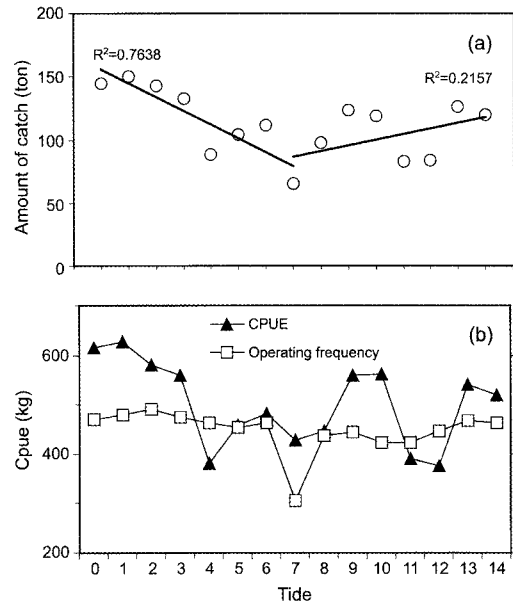 200
(a)
R²=0.7638
R²=0.2157
150
100
50
0
Amount of catch (ton)
CPUE
(b)
Operating frequency
600
400
200
Cpue (kg)
0 1 2 3 4 5 6 7 8 9 10 11 12 13 14
Tide